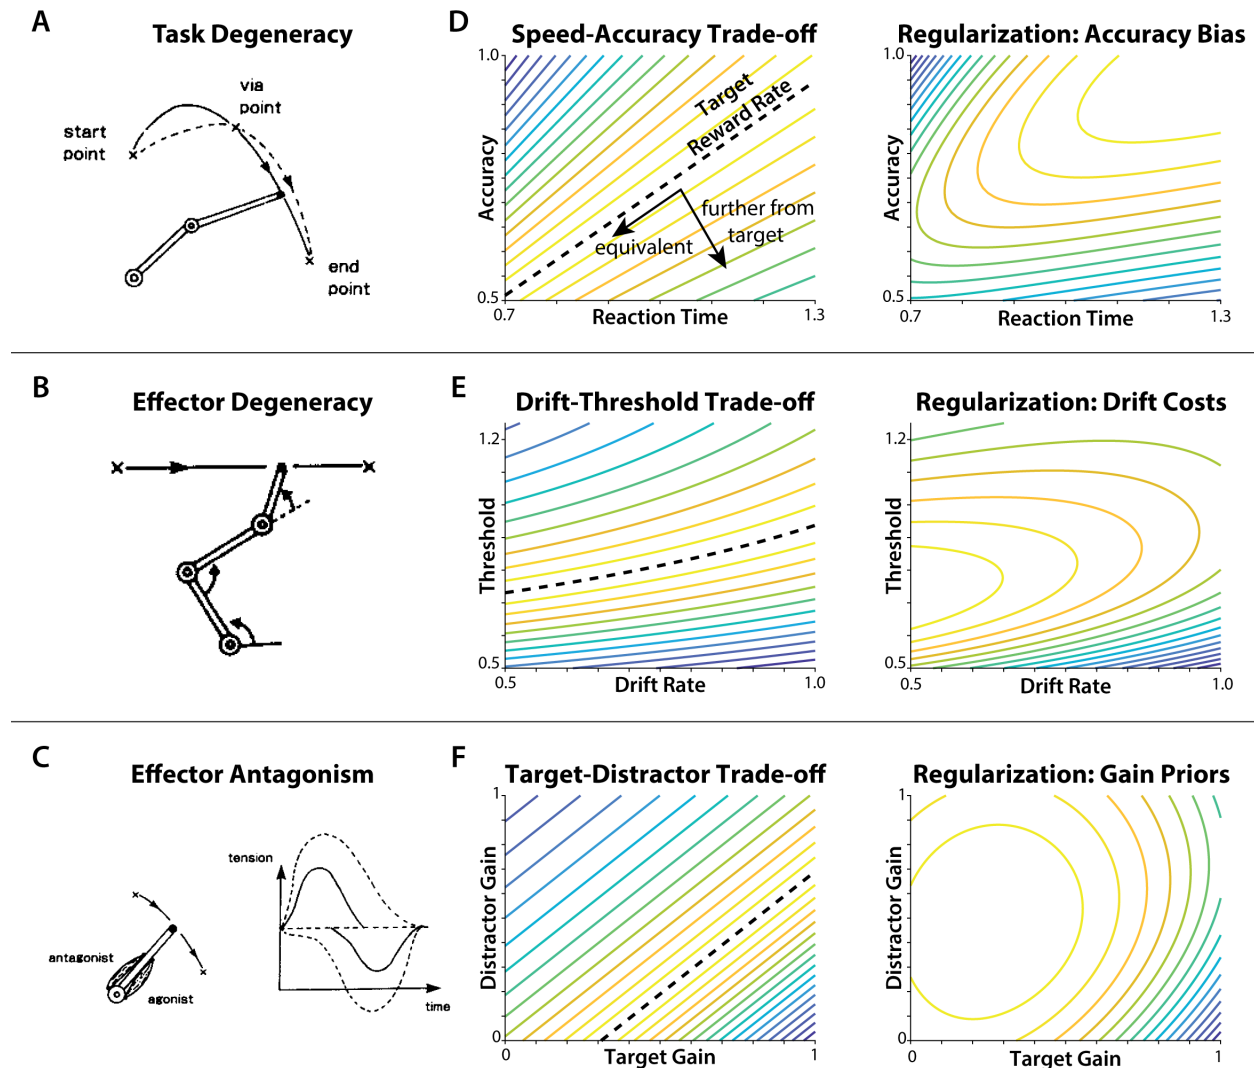 A
Task Degeneracy
via
point
start
point
end
point
D
Speed-Accuracy Trade-off
1.0
Accuracy
0.5
0.7
Reaction Time
1.3
Target
Reward Rate
further from
target
equivalent
Regularization: Accuracy Bias
1.0
Accuracy
0.5
0.7
Reaction Time
1.3
B
Effector Degeneracy
E
Drift-Threshold Trade-off
1.2
Threshold
0.5
0.5
Drift Rate
1.0
Regularization: Drift Costs
1.2
Threshold
0.5
0.5
Drift Rate
1.0
C
Effector Antagonism
tension
antagonist
agonist
time
F
Target-Distractor Trade-off
1
Distractor Gain
0
0
Target Gain
1
Regularization: Gain Priors
1
Distractor Gain
0
0
Target Gain
1